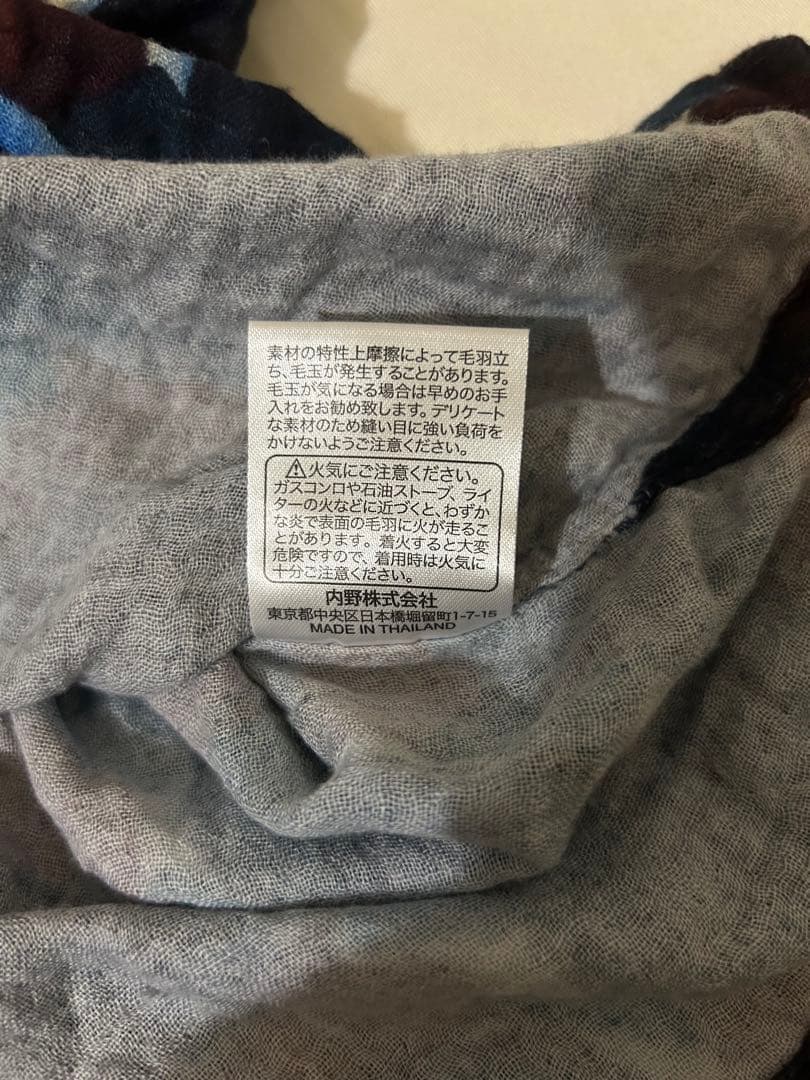 素材の特性上摩擦によって毛羽立
ち、毛玉が発生することがあります。
毛玉が気になる場合は早めのお手
入れをお勧め致します。デリケート
な素材のため縫い目に強い負荷を
かけないようご注意ください。
⚠火気にご注意ください。
ガスコンロや石油ストーブ、ライ
ターの火などに近づくと、わずか
な炎で表面の毛羽に火が走るこ
とがあります。着火すると大変
危険ですので、着用時は火気に
十分ご注意ください。
内野株式会社
東京都中央区日本橋堀留町1-7-15
MADE IN THAILAND